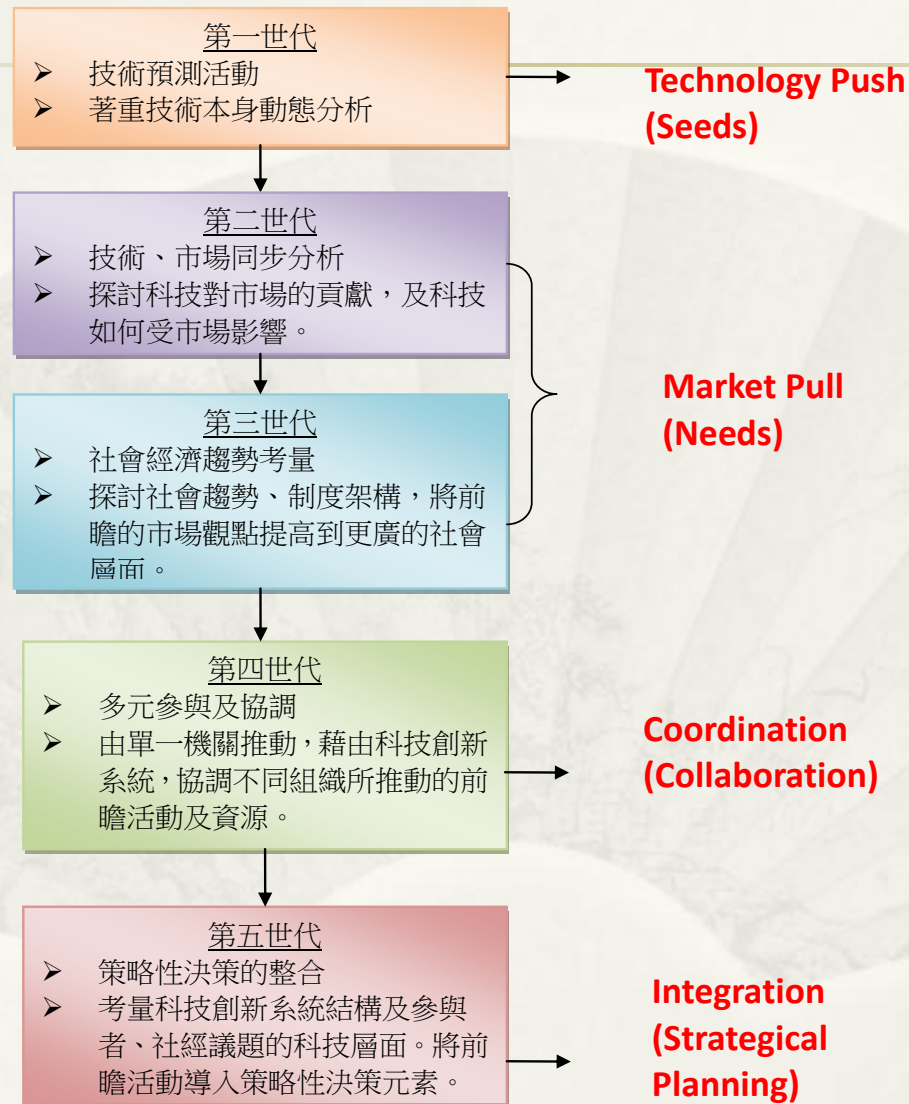 第一世代
➢ 技術預測活動
➢ 著重技術本身動態分析
Technology Push
(Seeds)
第二世代
➢ 技術、市場同步分析
➢ 探討科技對市場的貢獻，及科技
如何受市場影響。
第三世代
➢ 社會經濟趨勢考量
➢ 探討社會趨勢、制度架構，將前
瞻的市場觀點提高到更廣的社會
層面。
Market Pull
(Needs)
第四世代
➢ 多元參與及協調
➢ 由單一機關推動，藉由科技創新
系統，協調不同組織所推動的前
瞻活動及資源。
Coordination
(Collaboration)
第五世代
➢ 策略性決策的整合
➢ 考量科技創新系統結構及參與
者、社經議題的科技層面。將前
瞻活動導入策略性決策元素。
Integration
(Strategical
Planning)